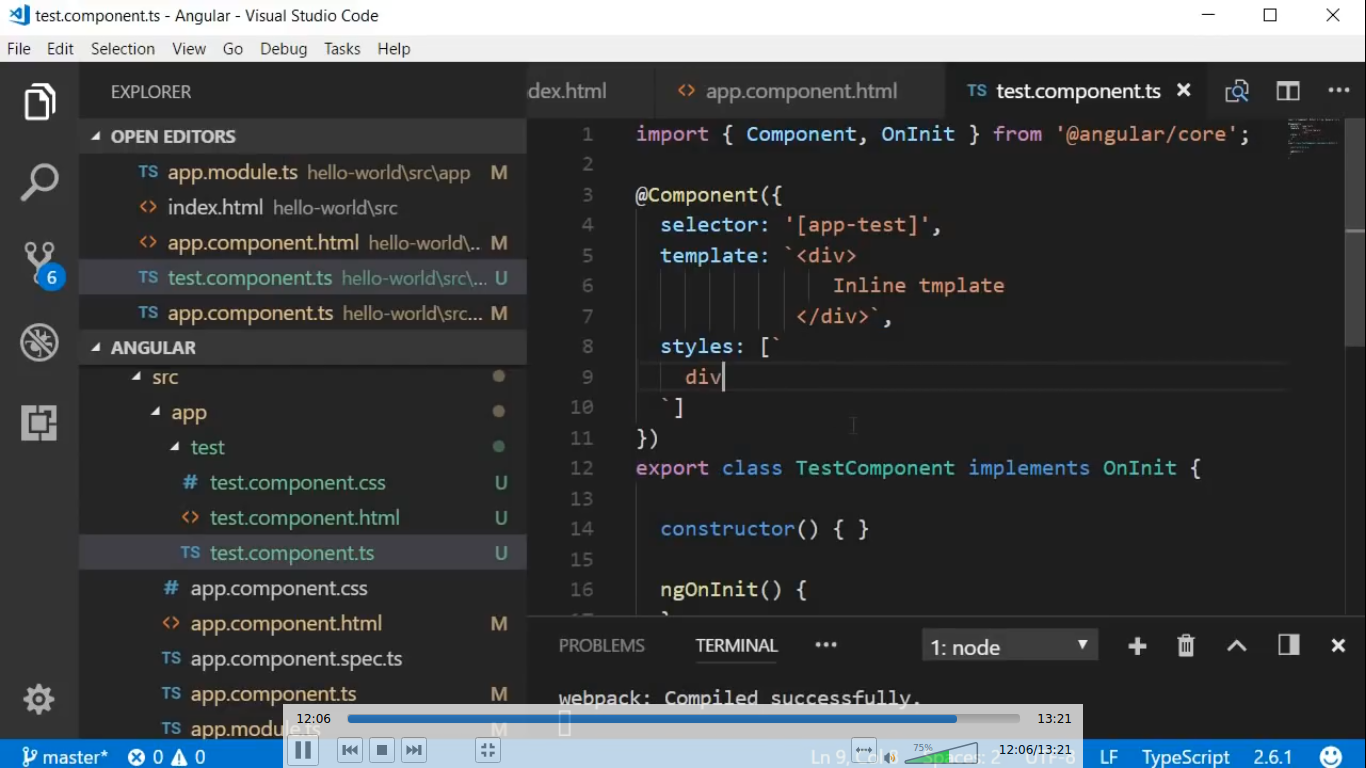 test.component.ts - Angular - Visual Studio Code
File Edit Selection View Go Debug Tasks Help
EXPLORER
OPEN EDITORS
TS app.module.ts hello-world\src\app M
<> index.html hello-world\src
<> app.component.html hello-world\.. M
TS test.component.ts hello-world\src\... U
TS app.component.ts hello-world\src... M
6
ANGULAR
src
app
test
# test.component.css U
<> test.component.html U
TS test.component.ts U
# app.component.css
<> app.component.html M
TS app.component.spec.ts
TS app.component.ts M
TS app.module.ts M
dex.html <> app.component.html TS test.component.ts
1 import { Component, OnInit } from '@angular/core';
2
3 @Component({
4 selector: '[app-test]',
5 template: `<div>
6 Inline tmplate
7 </div>`,
8 styles: [`
9 div
10 `]
11 })
12 export class TestComponent implements OnInit {
13
14 constructor() { }
15
16 ngOnInit() {
PROBLEMS TERMINAL ... 1: node
webpack: Compiled successfully.
12:06 13:21
75% 12:06/13:21
master* 0 0 Ln 9, Col 8 Spaces: 2 UTF-8 LF TypeScript 2.6.1